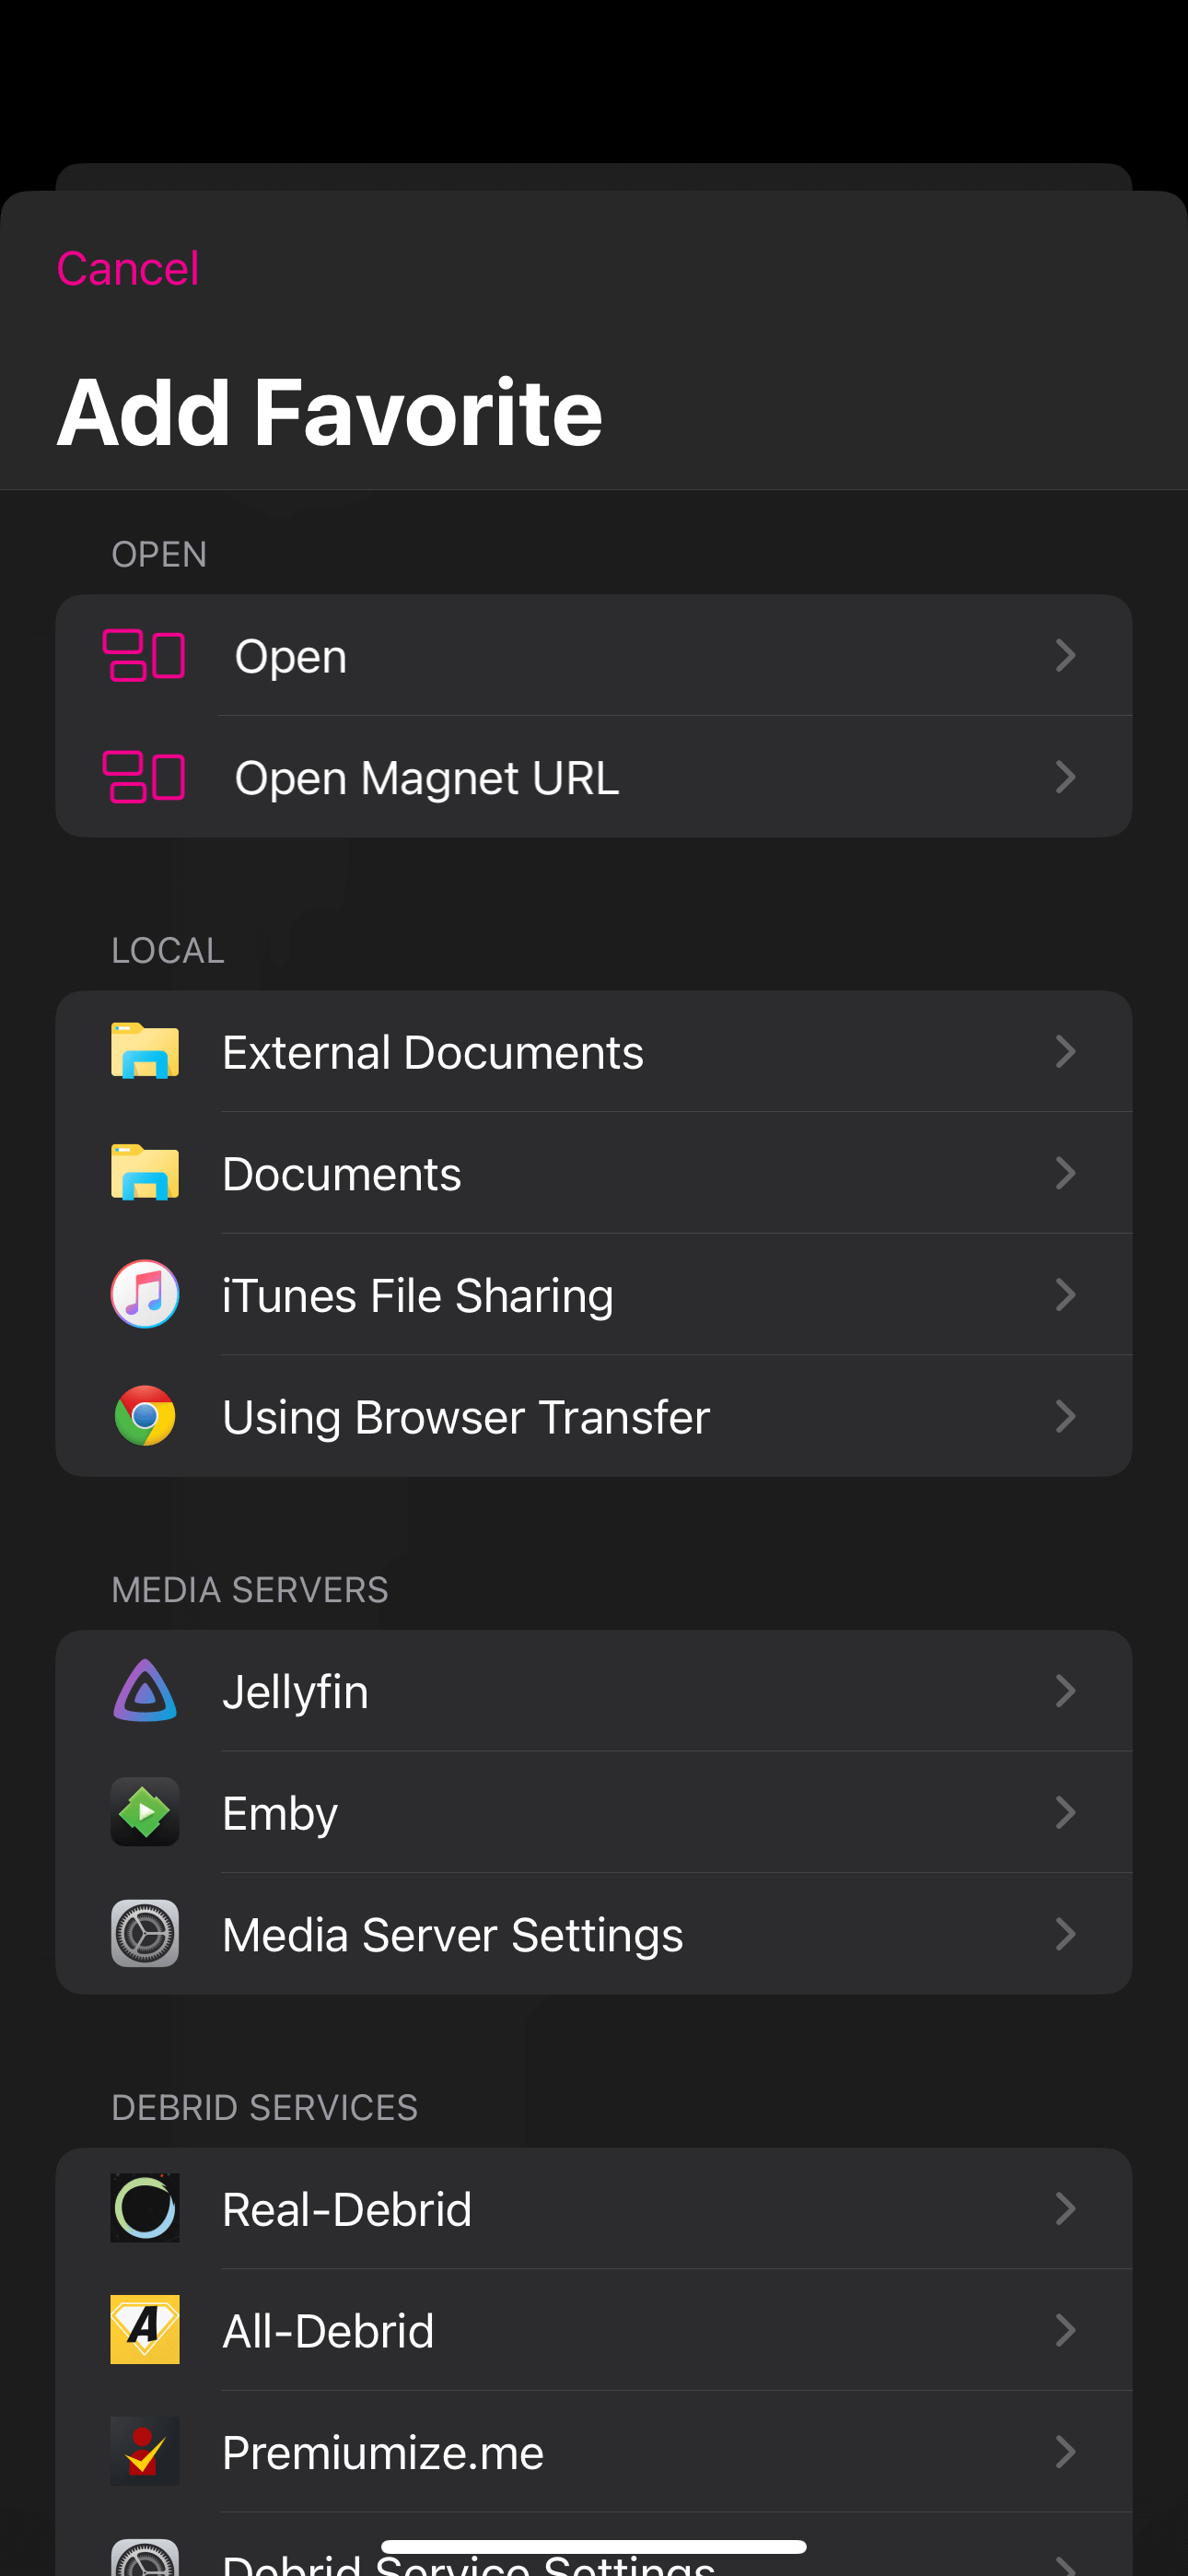 Cancel
Add Favorite
OPEN
Open
Open Magnet URL
LOCAL
External Documents
Documents
iTunes File Sharing
Using Browser Transfer
MEDIA SERVERS
Jellyfin
Emby
Media Server Settings
DEBRID SERVICES
Real-Debrid
A
All-Debrid
Premiumize.me
Debrid Service Settings